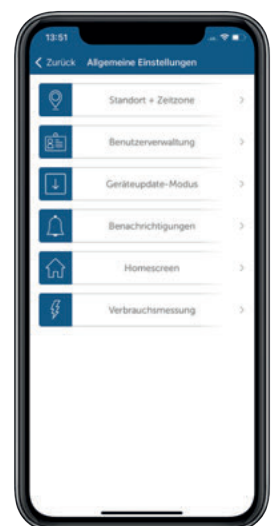 13:51
Zurück Allgemeine Einstellungen
Standort + Zeitzone
Benutzerverwaltung
Geräteupdate-Modus
Benachrichtigungen
Homescreen
Verbrauchsmessung